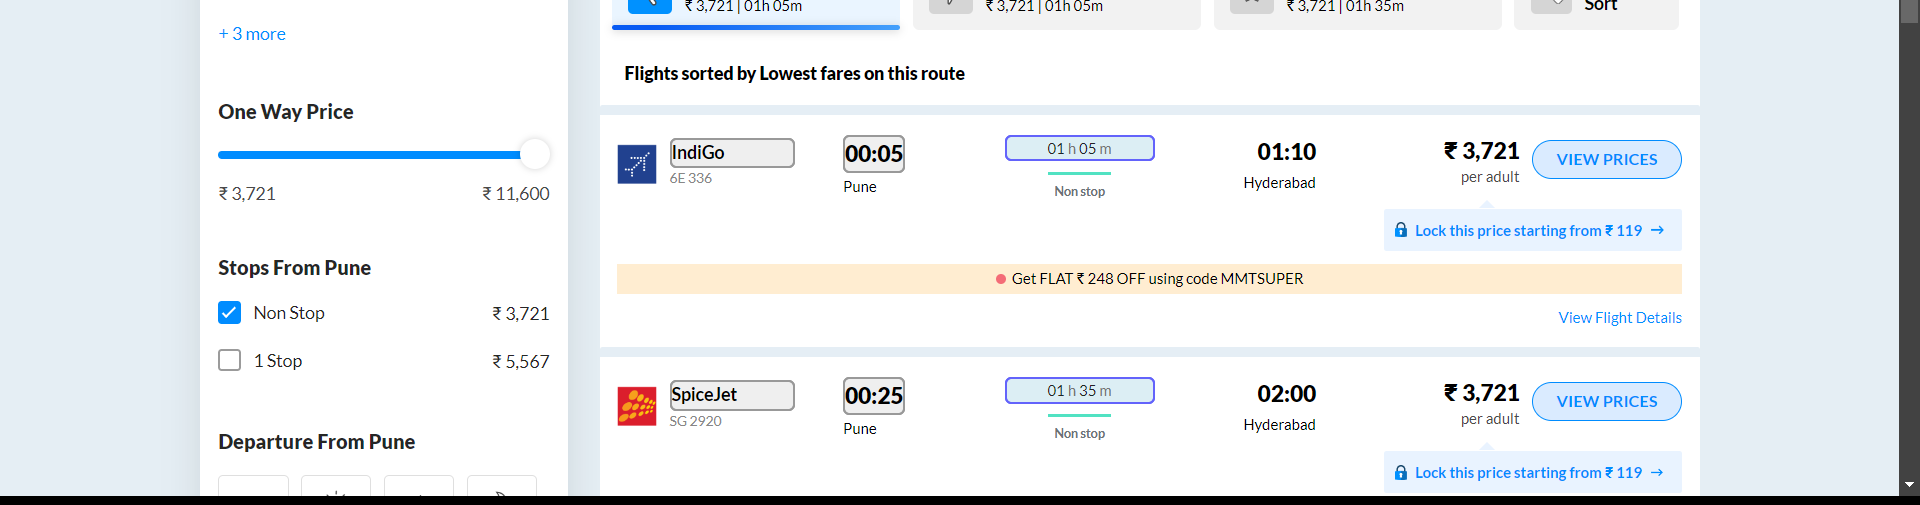 + 3 more
One Way Price
₹ 3,721 ₹ 11,600
Stops From Pune
Non Stop ₹ 3,721
1 Stop ₹ 5,567
Departure From Pune
₹ 3,721 | 01h 05m
₹ 3,721 | 01h 05m
₹ 3,721 | 01h 35m
Sort
Flights sorted by Lowest fares on this route
IndiGo 00:05 01 h 05 m 01:10 ₹ 3,721 VIEW PRICES
6E 336 Pune Non stop Hyderabad per adult
Lock this price starting from ₹ 119 →
Get FLAT ₹ 248 OFF using code MMTSUPER
View Flight Details
SpiceJet 00:25 01 h 35 m 02:00 ₹ 3,721 VIEW PRICES
SG 2920 Pune Non stop Hyderabad per adult
Lock this price starting from ₹ 119 →